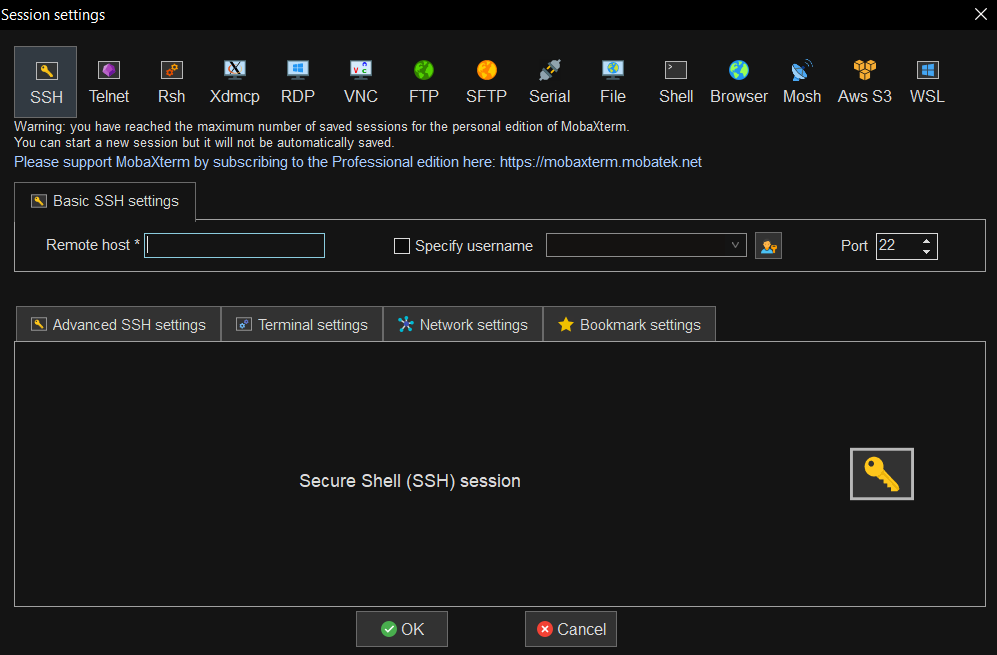 Session settings
SSH Telnet Rsh Xdmcp RDP VNC FTP SFTP Serial File Shell Browser Mosh Aws S3 WSL
Warning: you have reached the maximum number of saved sessions for the personal edition of MobaXterm.
You can start a new session but it will not be automatically saved.
Please support MobaXterm by subscribing to the Professional edition here: https://mobaxterm.mobatek.net
Basic SSH settings
Remote host * Specify username Port 22
Advanced SSH settings Terminal settings Network settings Bookmark settings
Secure Shell (SSH) session
OK Cancel